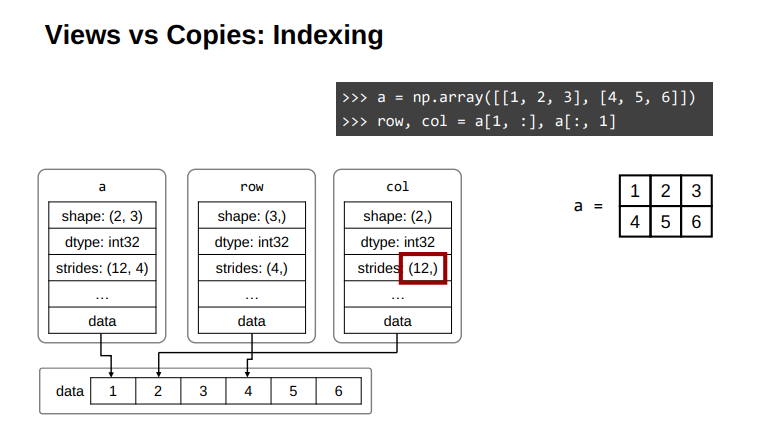 Views vs Copies: Indexing
>>> a = np.array([[1, 2, 3], [4, 5, 6]])
>>> row, col = a[1, :], a[:, 1]
a
shape: (2, 3)
dtype: int32
strides: (12, 4)
...
data
row
shape: (3,)
dtype: int32
strides: (4,)
...
data
col
shape: (2,)
dtype: int32
strides (12,)
...
data
a =
1 2 3
4 5 6
data 1 2 3 4 5 6